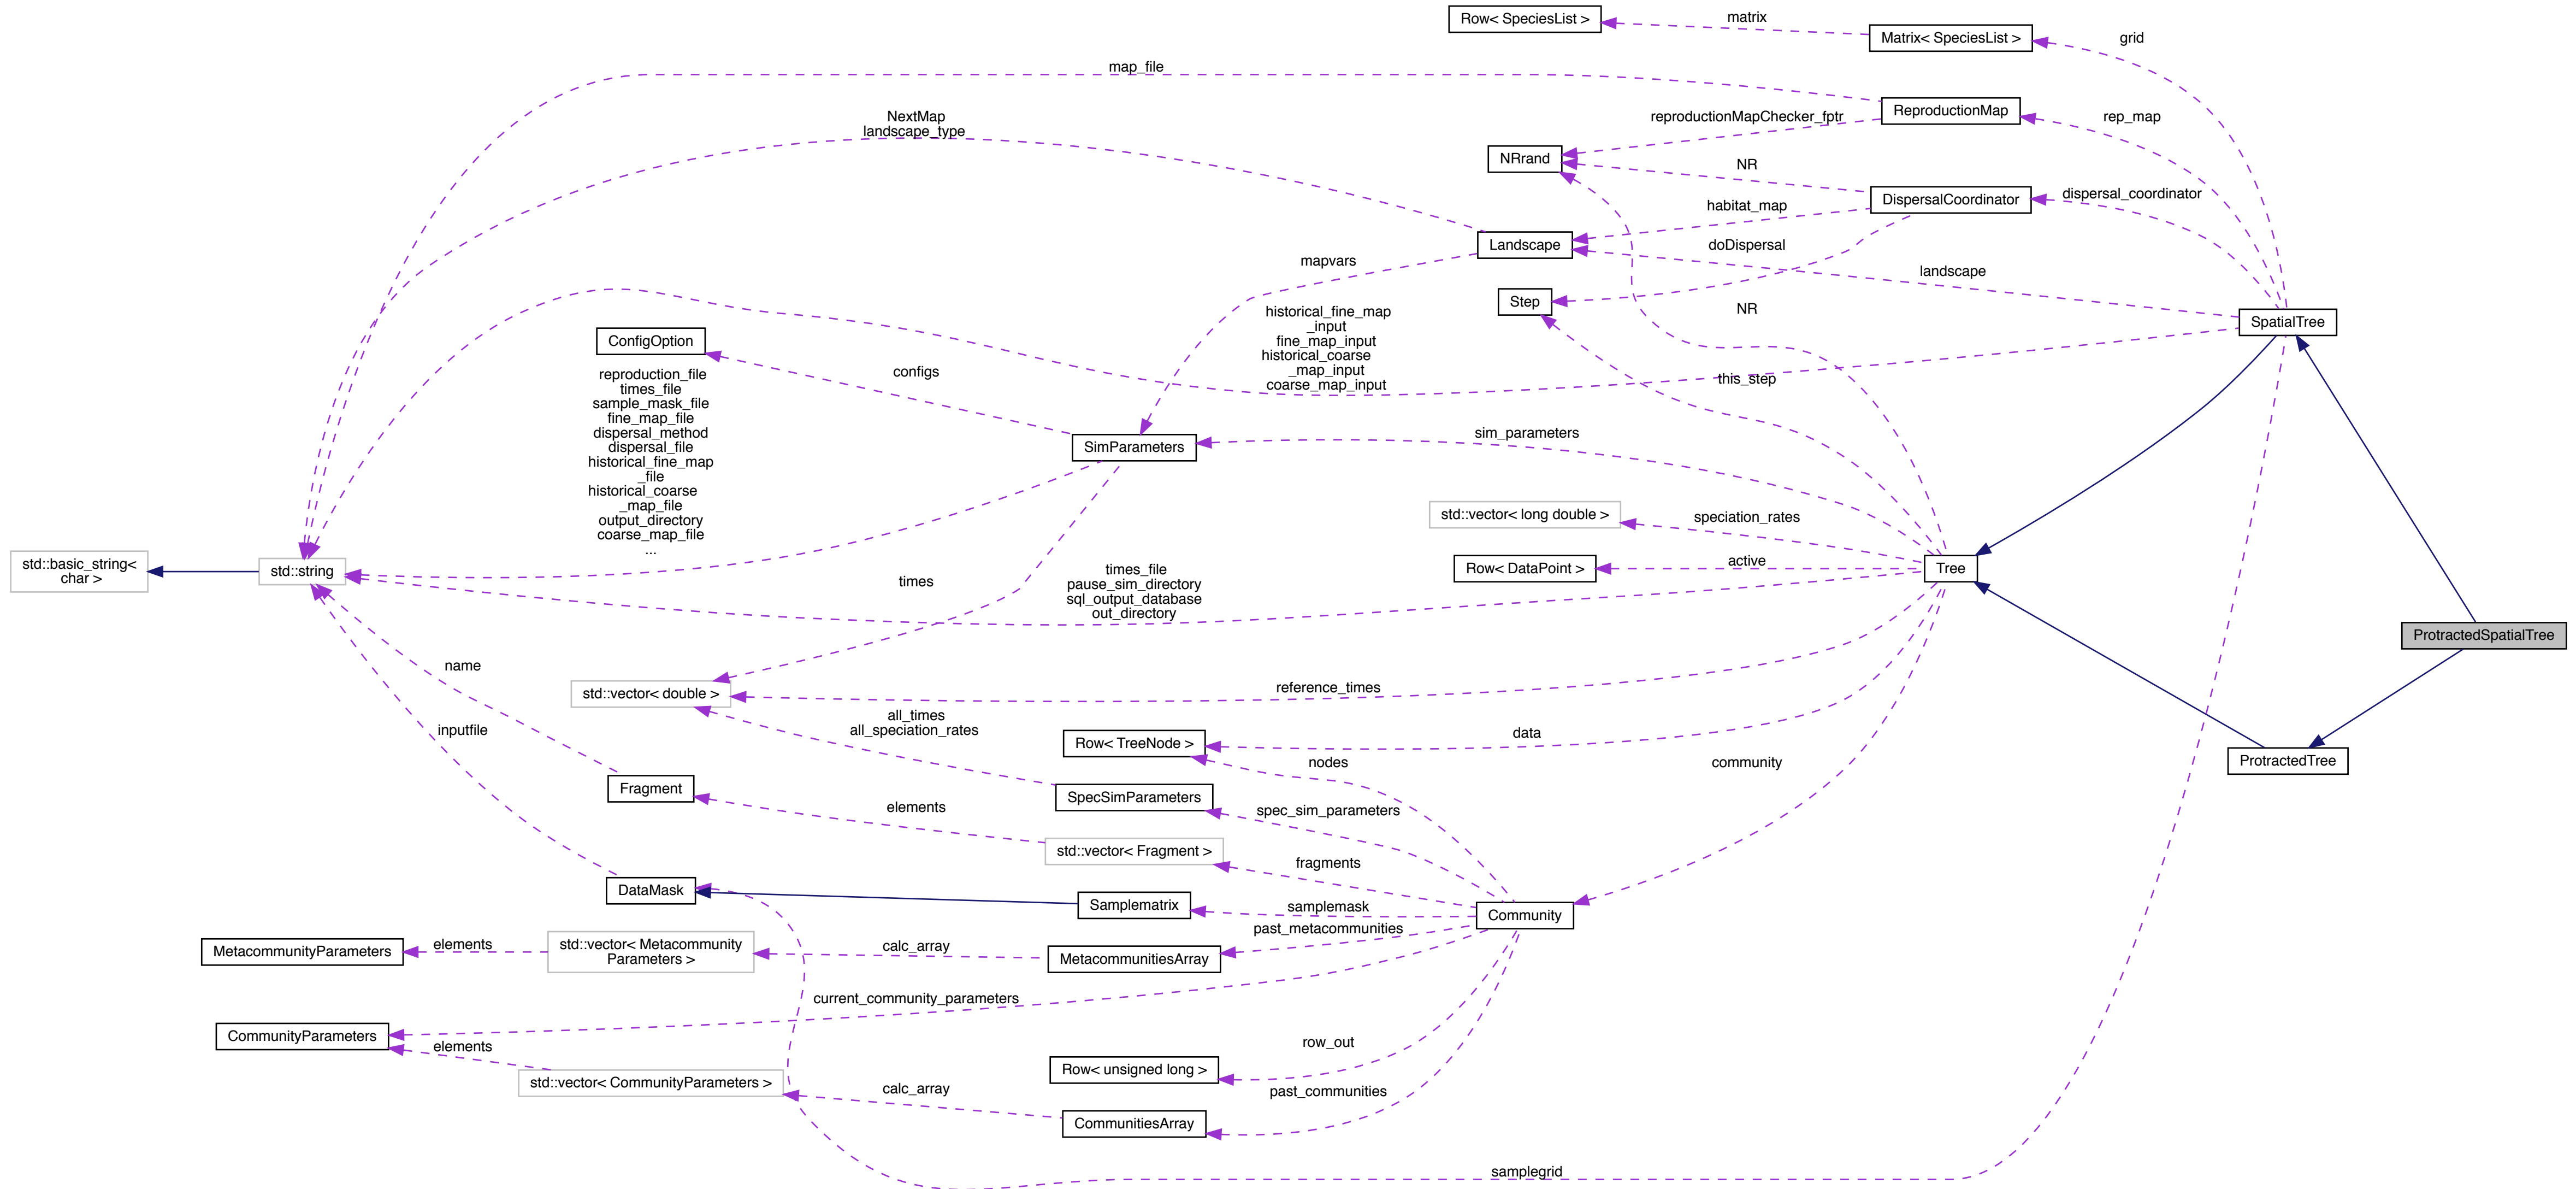 Row< SpeciesList >
matrix
Matrix< SpeciesList >
grid
map_file
ReproductionMap
rep_map
NextMap
landscape_type
reproductionMapChecker_fptr
NRrand
NR
DispersalCoordinator
dispersal_coordinator
habitat_map
Landscape
doDispersal
mapvars
landscape
Step
historical_fine_map
_input
fine_map_input
historical_coarse
_map_input
coarse_map_input
NR
SpatialTree
ConfigOption
configs
this_step
reproduction_file
times_file
sample_mask_file
fine_map_file
dispersal_method
dispersal_file
historical_fine_map
_file
historical_coarse
_map_file
output_directory
coarse_map_file
...
SimParameters
sim_parameters
std::vector< long double >
speciation_rates
std::basic_string<
char >
std::string
times
times_file
pause_sim_directory
sql_output_database
out_directory
Row< DataPoint >
active
Tree
ProtractedSpatialTree
name
std::vector< double >
reference_times
inputfile
all_times
all_speciation_rates
Row< TreeNode >
data
nodes
community
ProtractedTree
Fragment
elements
SpecSimParameters
spec_sim_parameters
std::vector< Fragment >
fragments
DataMask
Samplematrix
samplemask
Community
past_metacommunities
MetacommunityParameters
elements
std::vector< Metacommunity
Parameters >
calc_array
MetacommunitiesArray
current_community_parameters
CommunityParameters
elements
std::vector< CommunityParameters >
calc_array
Row< unsigned long >
row_out
past_communities
CommunitiesArray
samplegrid